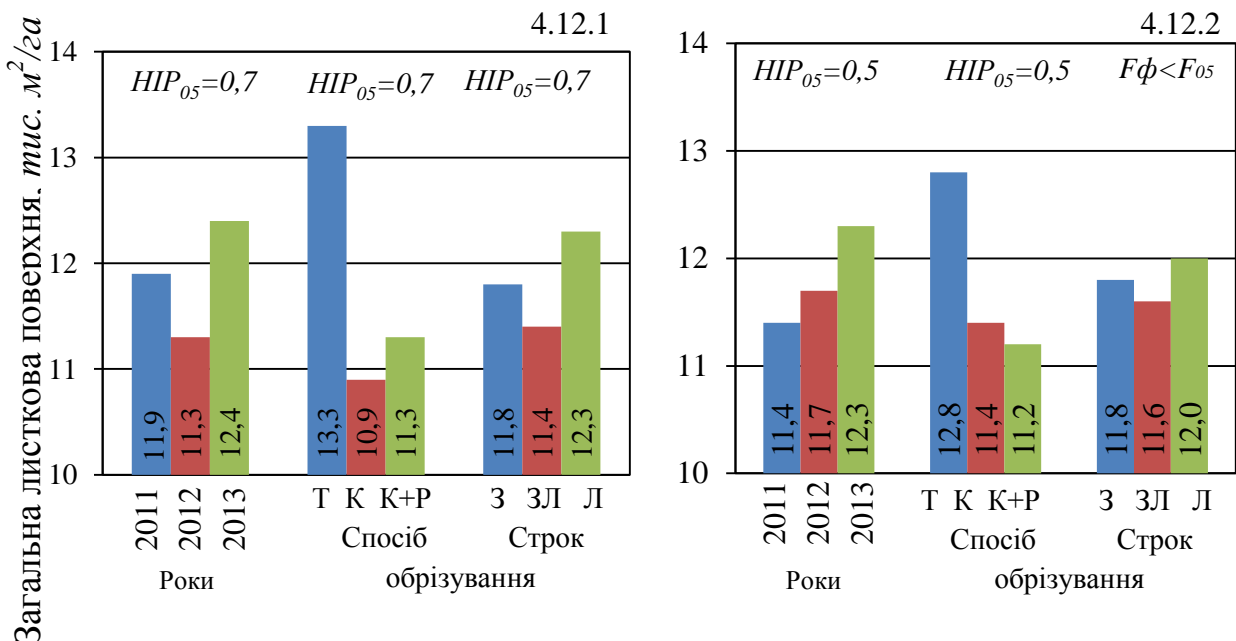 Загальна листкова поверхня, тис. м²/га
4.12.1
14
13
12
11
10
НІР₀₅=0,7
НІР₀₅=0,7
НІР₀₅=0,7
11,9
11,3
12,4
13,3
10,9
11,3
11,8
11,4
12,3
2011
2012
2013
Т К К+Р
З ЗЛ Л
Спосіб
Строк
Роки
обрізування
4.12.2
14
13
12
11
10
НІР₀₅=0,5
НІР₀₅=0,5
Fф<F₀₅
11,4
11,7
12,3
12,8
11,4
11,2
11,8
11,6
12,0
2011
2012
2013
Т К К+Р
З ЗЛ Л
Спосіб
Строк
Роки
обрізування